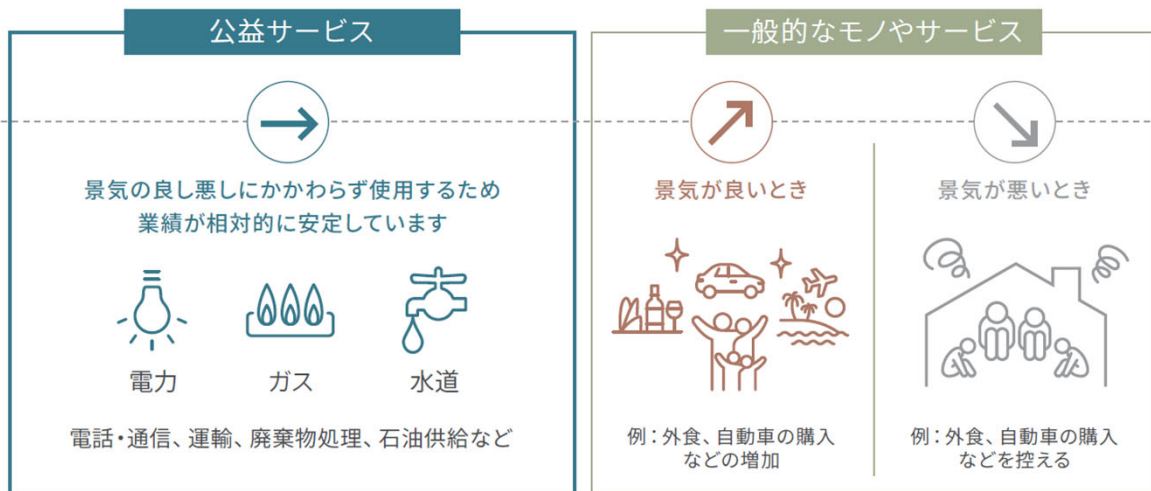 公益サービス
景気の良し悪しにかかわらず使用するため
業績が相対的に安定しています
電力
ガス
水道
電話・通信、運輸、廃棄物処理、石油供給など
一般的なモノやサービス
景気が良いとき
例：外食、自動車の購入
などの増加
景気が悪いとき
例：外食、自動車の購入
などを控える